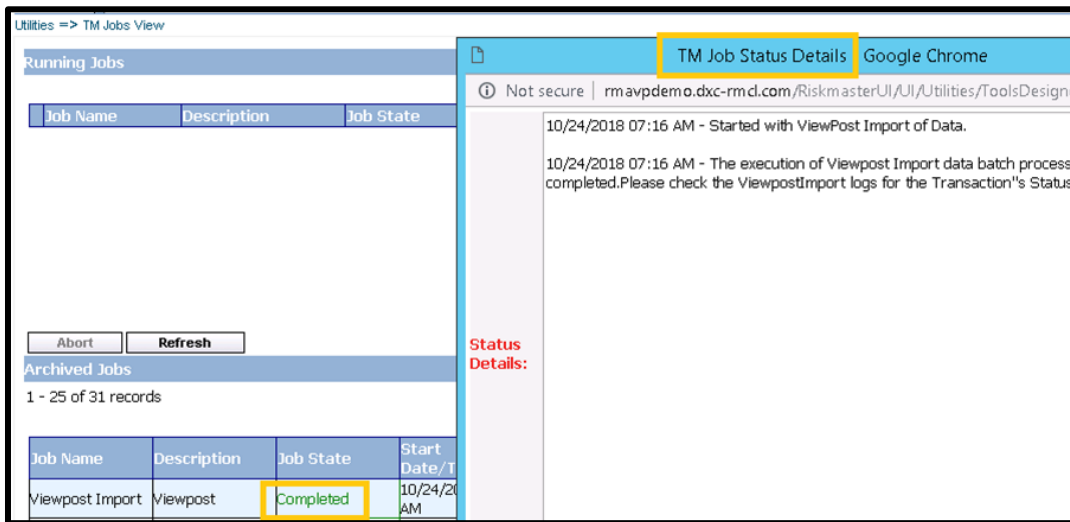 Utilities => TM Jobs View
Running Jobs
Job Name Description Job State
Abort Refresh
Archived Jobs
1 - 25 of 31 records
Job Name Description Job State Start Date/T
Viewpost Import Viewpost Completed 10/24/20 AM
TM Job Status Details Google Chrome
Not secure | rmavpdemo.dxc-rmcl.com/RiskmasterUI/UI/Utilities/ToolsDesign
Status
Details:
10/24/2018 07:16 AM - Started with ViewPost Import of Data.
10/24/2018 07:16 AM - The execution of Viewpost Import data batch process
completed.Please check the ViewpostImport logs for the Transaction''s Status